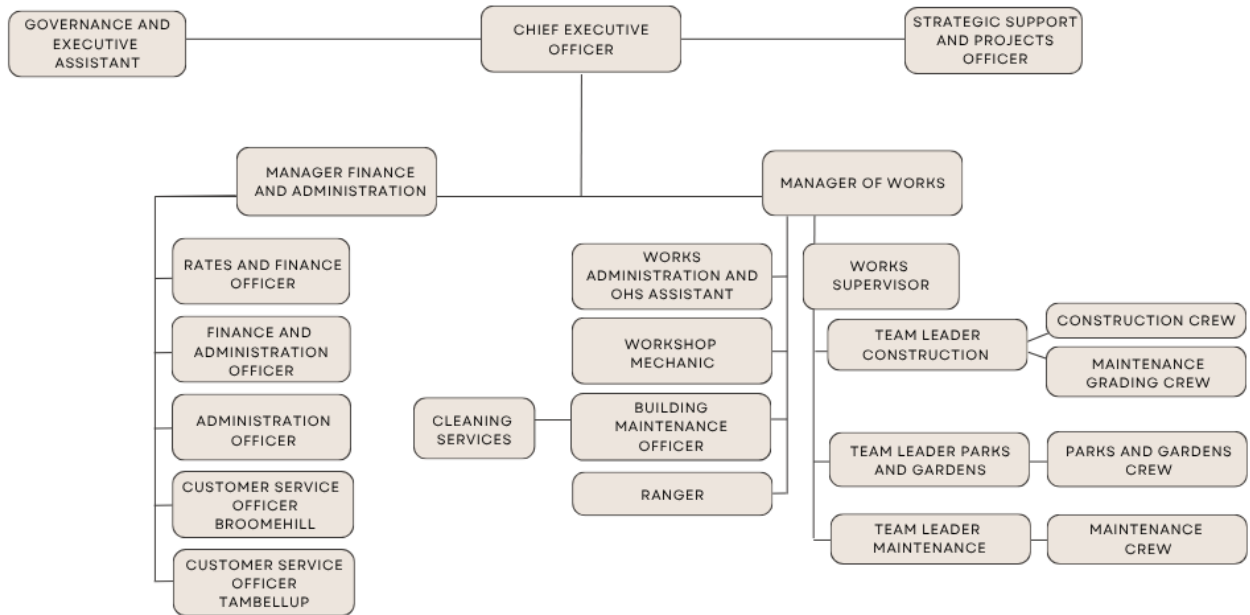 GOVERNANCE AND
EXECUTIVE
ASSISTANT
CHIEF EXECUTIVE
OFFICER
STRATEGIC SUPPORT
AND PROJECTS
OFFICER
MANAGER FINANCE
AND ADMINISTRATION
MANAGER OF WORKS
RATES AND FINANCE
OFFICER
FINANCE AND
ADMINISTRATION
OFFICER
ADMINISTRATION
OFFICER
CUSTOMER SERVICE
OFFICER
BROOMEHILL
CUSTOMER SERVICE
OFFICER
TAMBELLUP
WORKS
ADMINISTRATION AND
OHS ASSISTANT
WORKSHOP
MECHANIC
CLEANING
SERVICES
BUILDING
MAINTENANCE
OFFICER
RANGER
WORKS
SUPERVISOR
TEAM LEADER
CONSTRUCTION
CONSTRUCTION CREW
MAINTENANCE
GRADING CREW
TEAM LEADER PARKS
AND GARDENS
PARKS AND GARDENS
CREW
TEAM LEADER
MAINTENANCE
MAINTENANCE
CREW